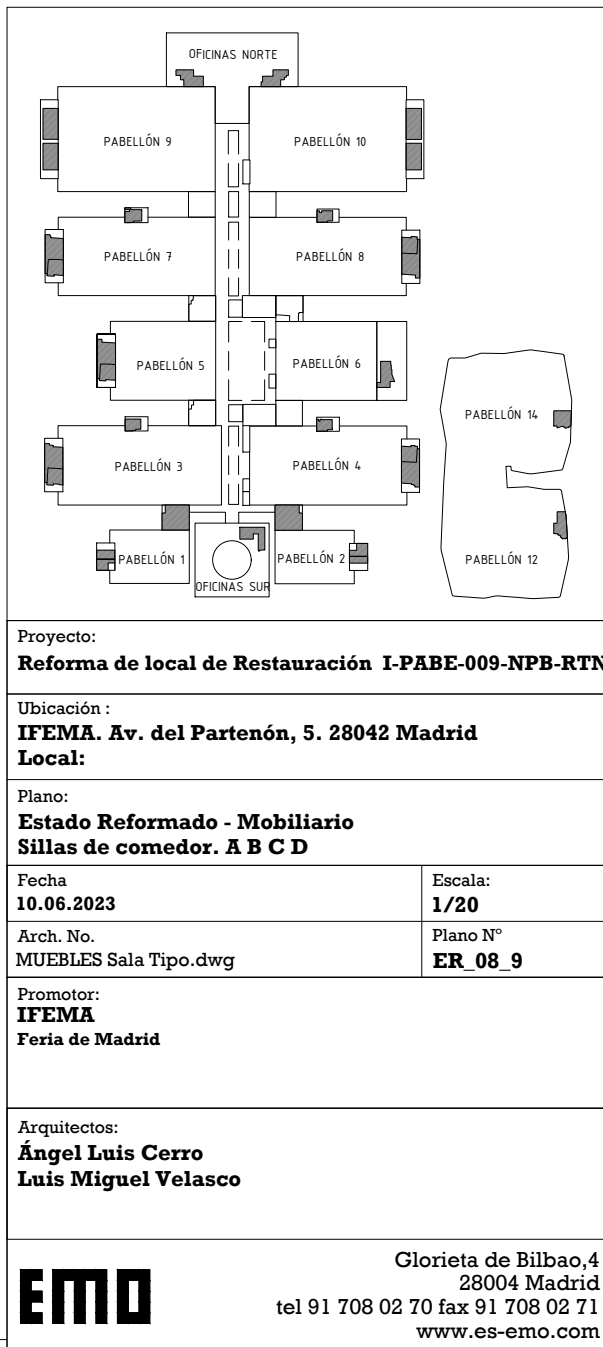 OFICINAS NORTE
PABELLÓN 9
PABELLÓN 10
PABELLÓN 7
PABELLÓN 8
PABELLÓN 5
PABELLÓN 6
PABELLÓN 14
PABELLÓN 3
PABELLÓN 4
PABELLÓN 1
PABELLÓN 2
PABELLÓN 12
OFICINAS SUR
Proyecto:
Reforma de local de Restauración I-PABE-009-NPB-RTN
Ubicación :
IFEMA. Av. del Partenón, 5. 28042 Madrid
Local:
Plano:
Estado Reformado - Mobiliario
Sillas de comedor. A B C D
Fecha
10.06.2023
Escala:
1/20
Arch. No.
MUEBLES Sala Tipo.dwg
Plano Nº
ER_08_9
Promotor:
IFEMA
Feria de Madrid
Arquitectos:
Ángel Luis Cerro
Luis Miguel Velasco
EMO
Glorieta de Bilbao,4
28004 Madrid
tel 91 708 02 70 fax 91 708 02 71
www.es-emo.com